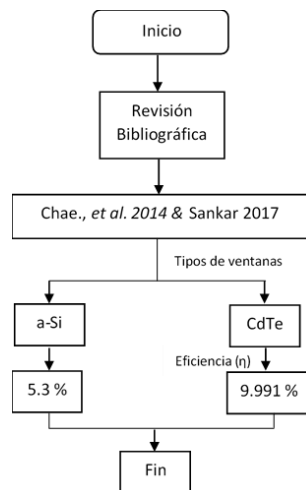 Inicio
Revisión
Bibliográfica
Chae., et al. 2014 & Sankar 2017
Tipos de ventanas
a-Si
CdTe
Eficiencia (η)
5.3 %
9.991 %
Fin